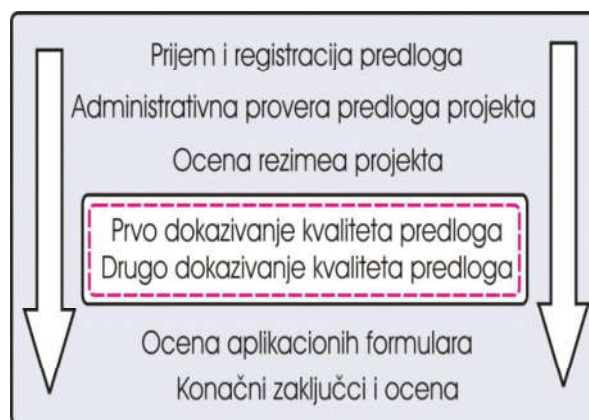 Prijem i registracija predloga
Administrativna provera predloga projekta
Ocena rezimea projekta
Prvo dokazivanje kvaliteta predloga
Drugo dokazivanje kvaliteta predloga
Ocena aplikacionih formulara
Konačni zaključci i ocena